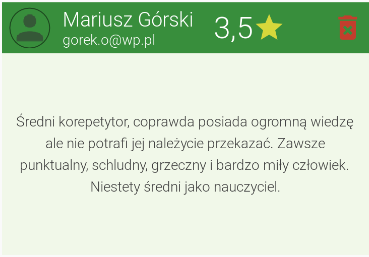 Mariusz Górski
gorek.o@wp.pl
3,5
Średni korepetytor, coprawda posiada ogromną wiedzę
ale nie potrafi jej należycie przekazać. Zawsze
punktualny, schludny, grzeczny i bardzo miły człowiek.
Niestety średni jako nauczyciel.